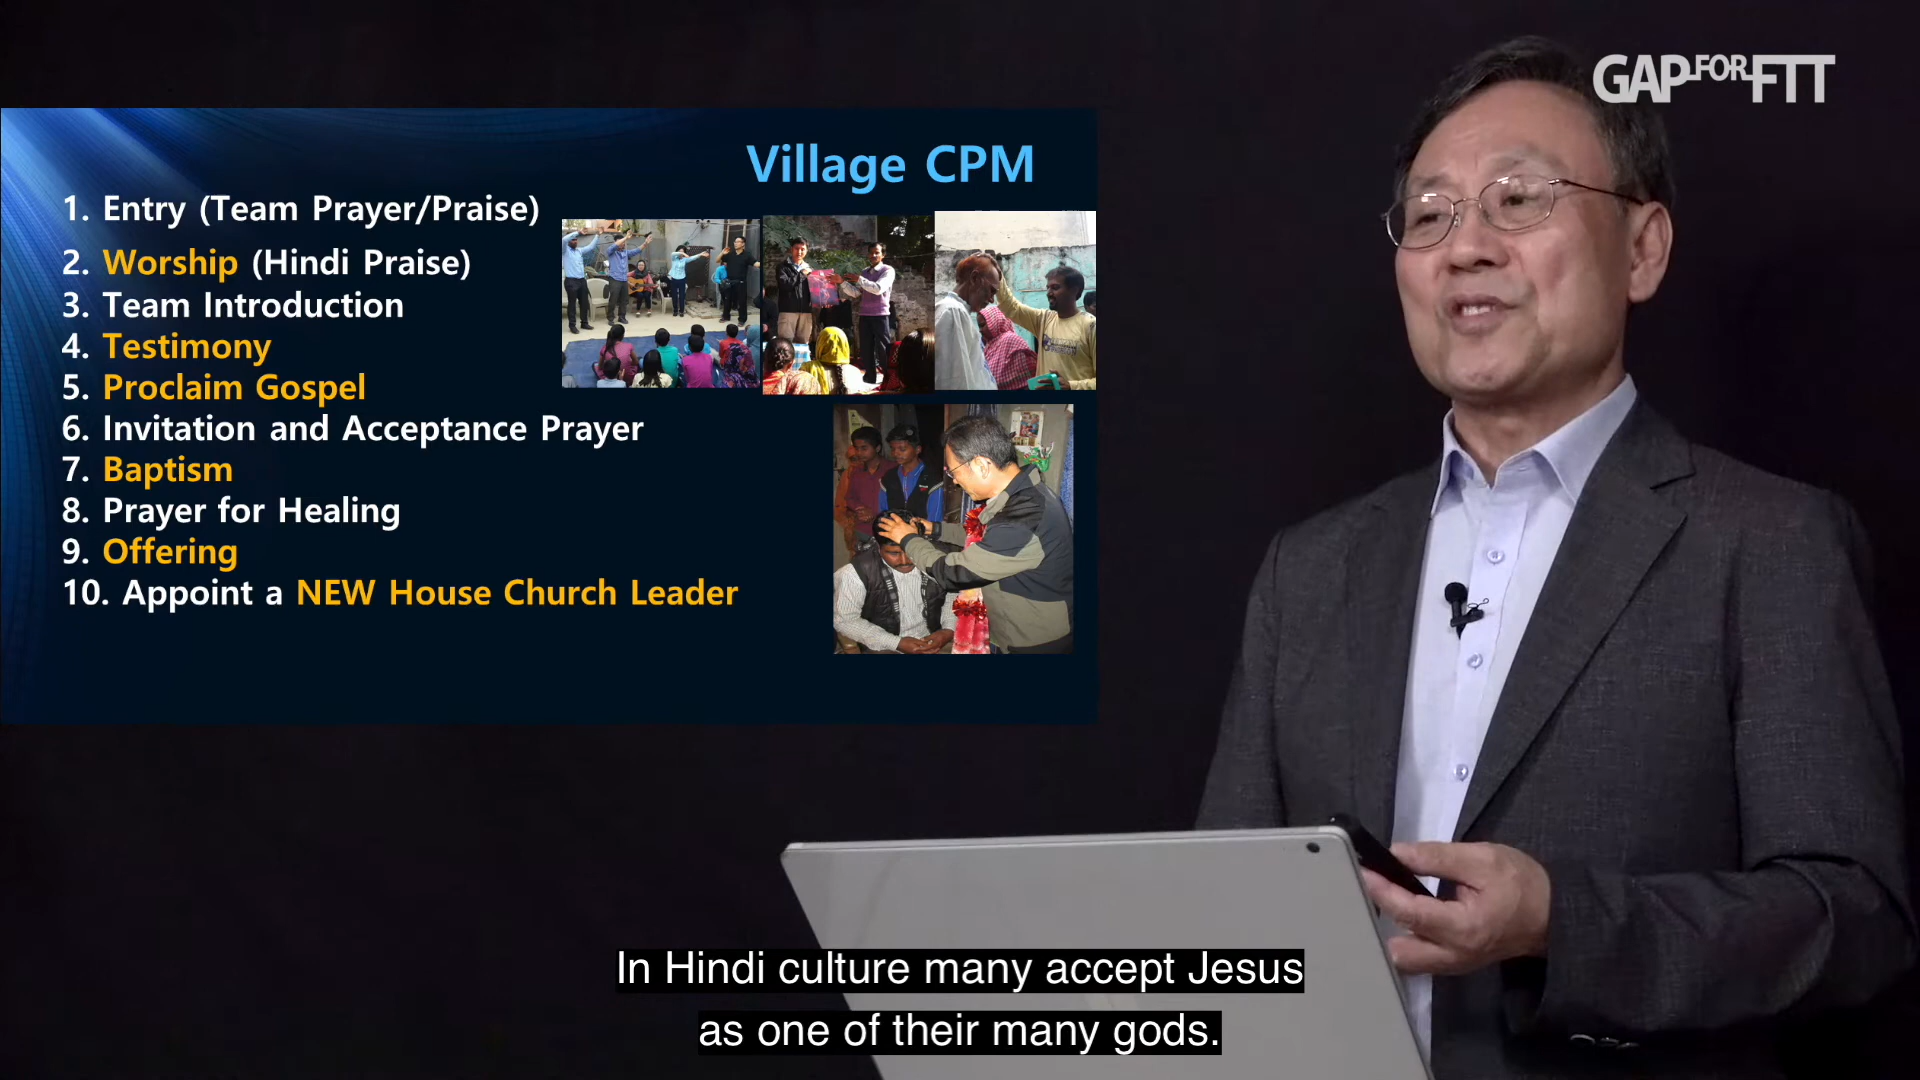 GAP FOR FTT
Village CPM
1. Entry (Team Prayer/Praise)
2. Worship (Hindi Praise)
3. Team Introduction
4. Testimony
5. Proclaim Gospel
6. Invitation and Acceptance Prayer
7. Baptism
8. Prayer for Healing
9. Offering
10. Appoint a NEW House Church Leader
In Hindi culture many accept Jesus
as one of their many gods.